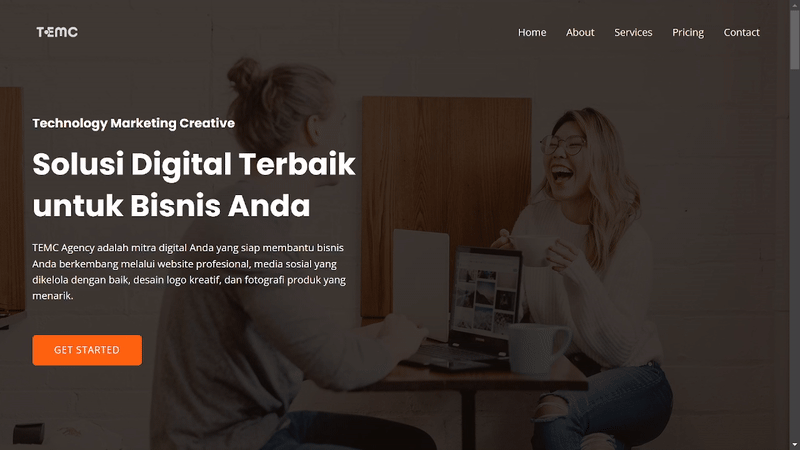 TEMC
Home About Services Pricing Contact
Technology Marketing Creative
Solusi Digital Terbaik
untuk Bisnis Anda
TEMC Agency adalah mitra digital Anda yang siap membantu bisnis
Anda berkembang melalui website profesional, media sosial yang
dikelola dengan baik, desain logo kreatif, dan fotografi produk yang
menarik.
GET STARTED